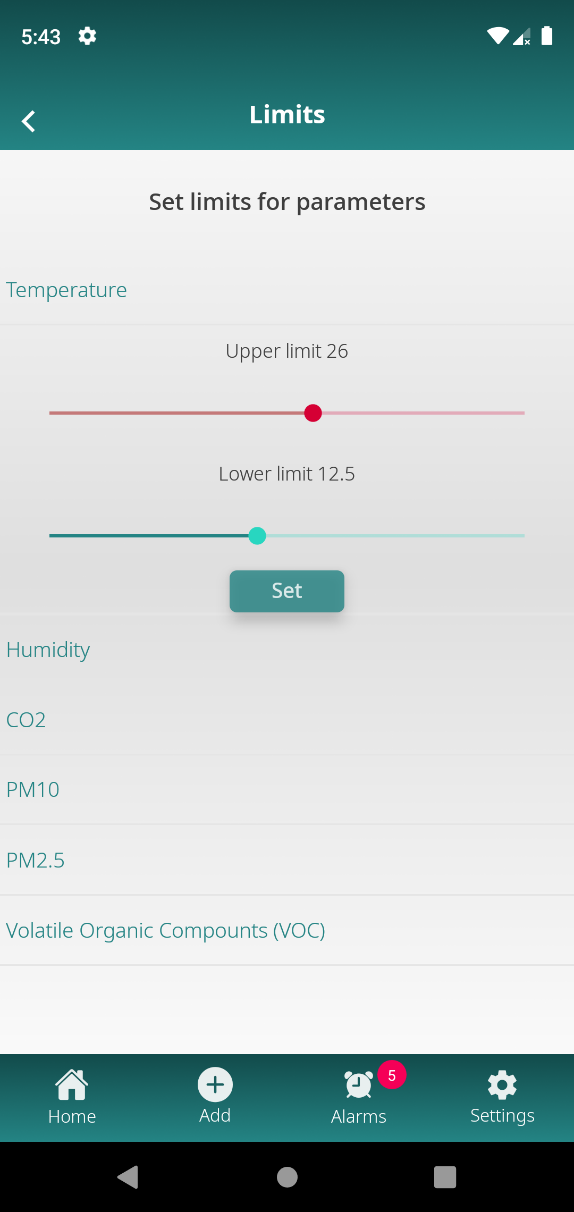 5:43
Limits
Set limits for parameters
Temperature
Upper limit 26
Lower limit 12.5
Set
Humidity
CO2
PM10
PM2.5
Volatile Organic Compounts (VOC)
5
Home
Add
Alarms
Settings